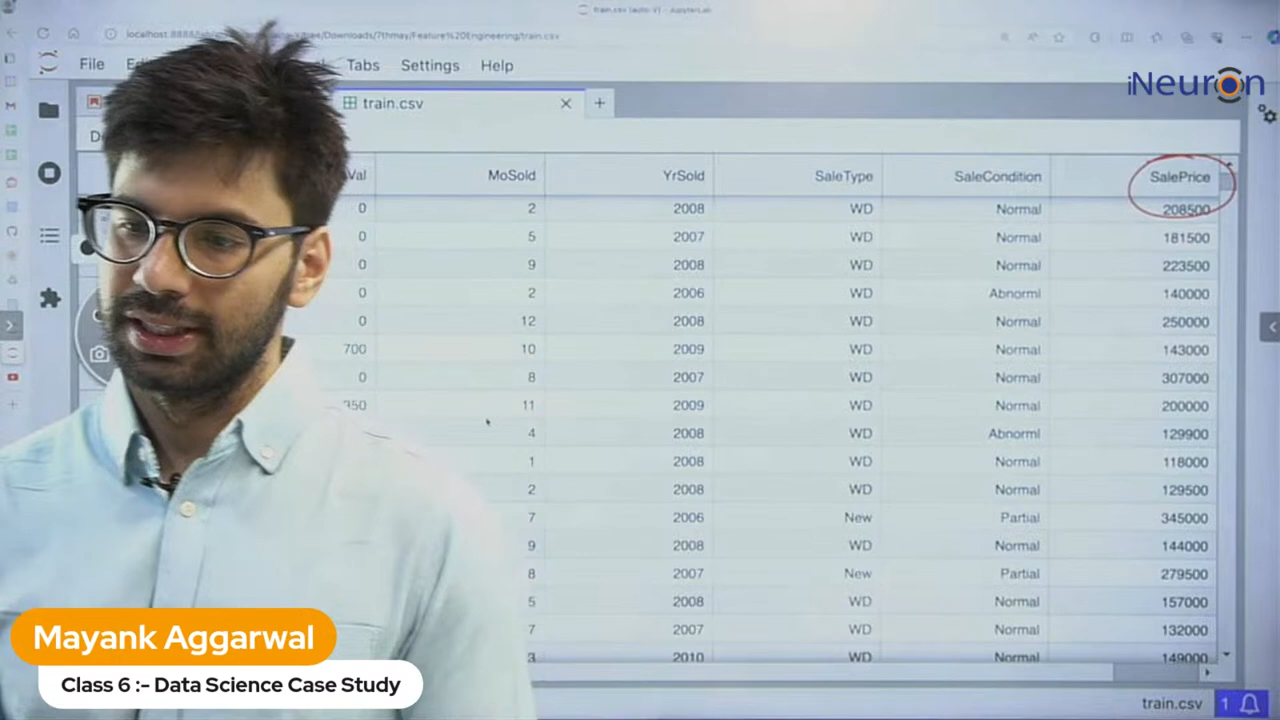 train.csv (auto-V) - JupyterLab
File
Tabs
Settings
Help
iNeuron
train.csv
Val MoSold YrSold SaleType SaleCondition SalePrice
0 2 2008 WD Normal 208500
0 5 2007 WD Normal 181500
0 9 2008 WD Normal 223500
0 2 2006 WD Abnorml 140000
0 12 2008 WD Normal 250000
700 10 2009 WD Normal 143000
0 8 2007 WD Normal 307000
350 11 2009 WD Normal 200000
4 2008 WD Abnorml 129900
1 2008 WD Normal 118000
2 2008 WD Normal 129500
7 2006 New Partial 345000
9 2008 WD Normal 144000
8 2007 New Partial 279500
5 2008 WD Normal 157000
7 2007 WD Normal 132000
3 2010 WD Normal 149000
Mayank Aggarwal
Class 6 :- Data Science Case Study
train.csv 1